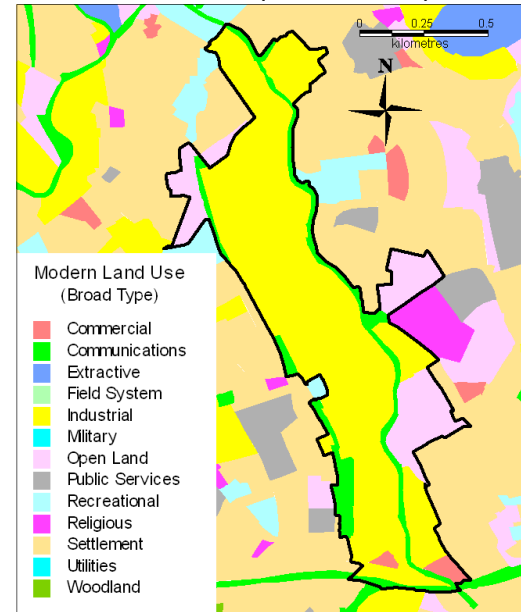 0 0.25 0.5
kilometres
N
Modern Land Use
(Broad Type)
Commercial
Communications
Extractive
Field System
Industrial
Military
Open Land
Public Services
Recreational
Religious
Settlement
Utilities
Woodland